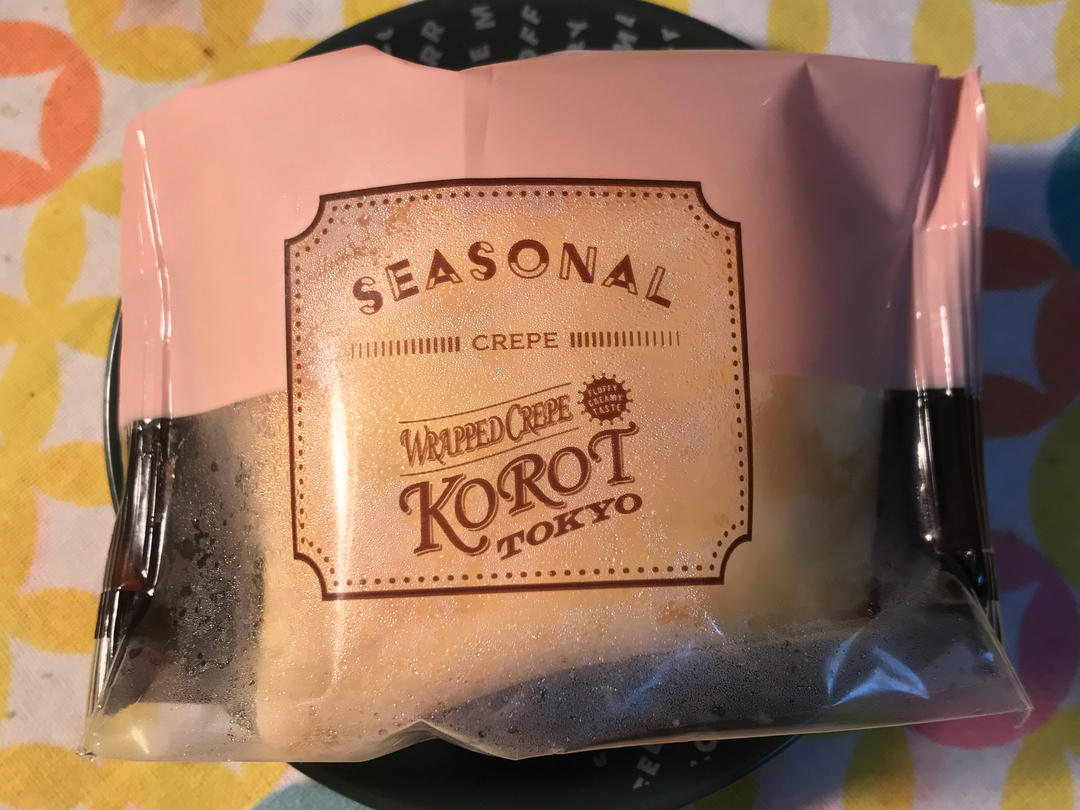 SEASONAL
CREPE
WRAPPED CREPE
FLUFFY
CREAMY
TASTE
KOROT
TOKYO